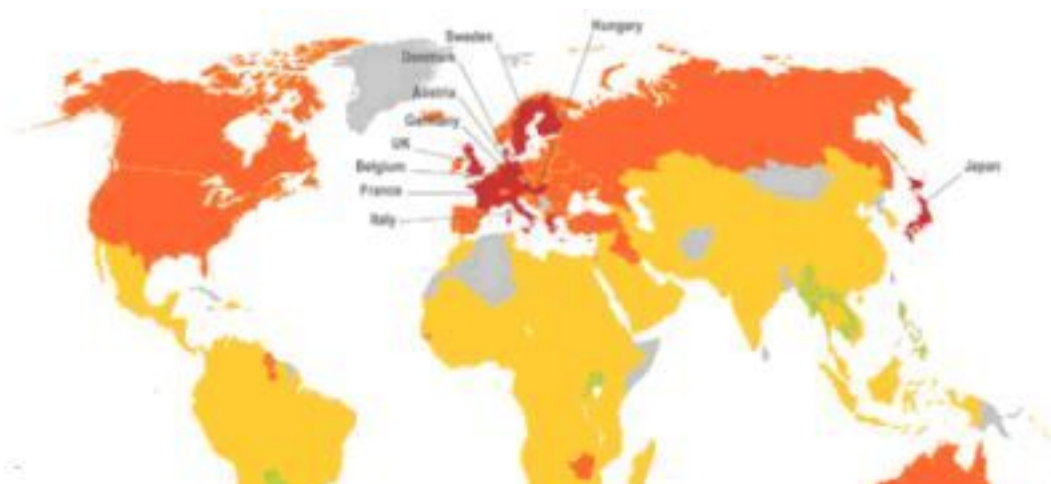 Hungary
Sweden
Denmark
Austria
Germany
UK
Belgium
France
Italy
Japan